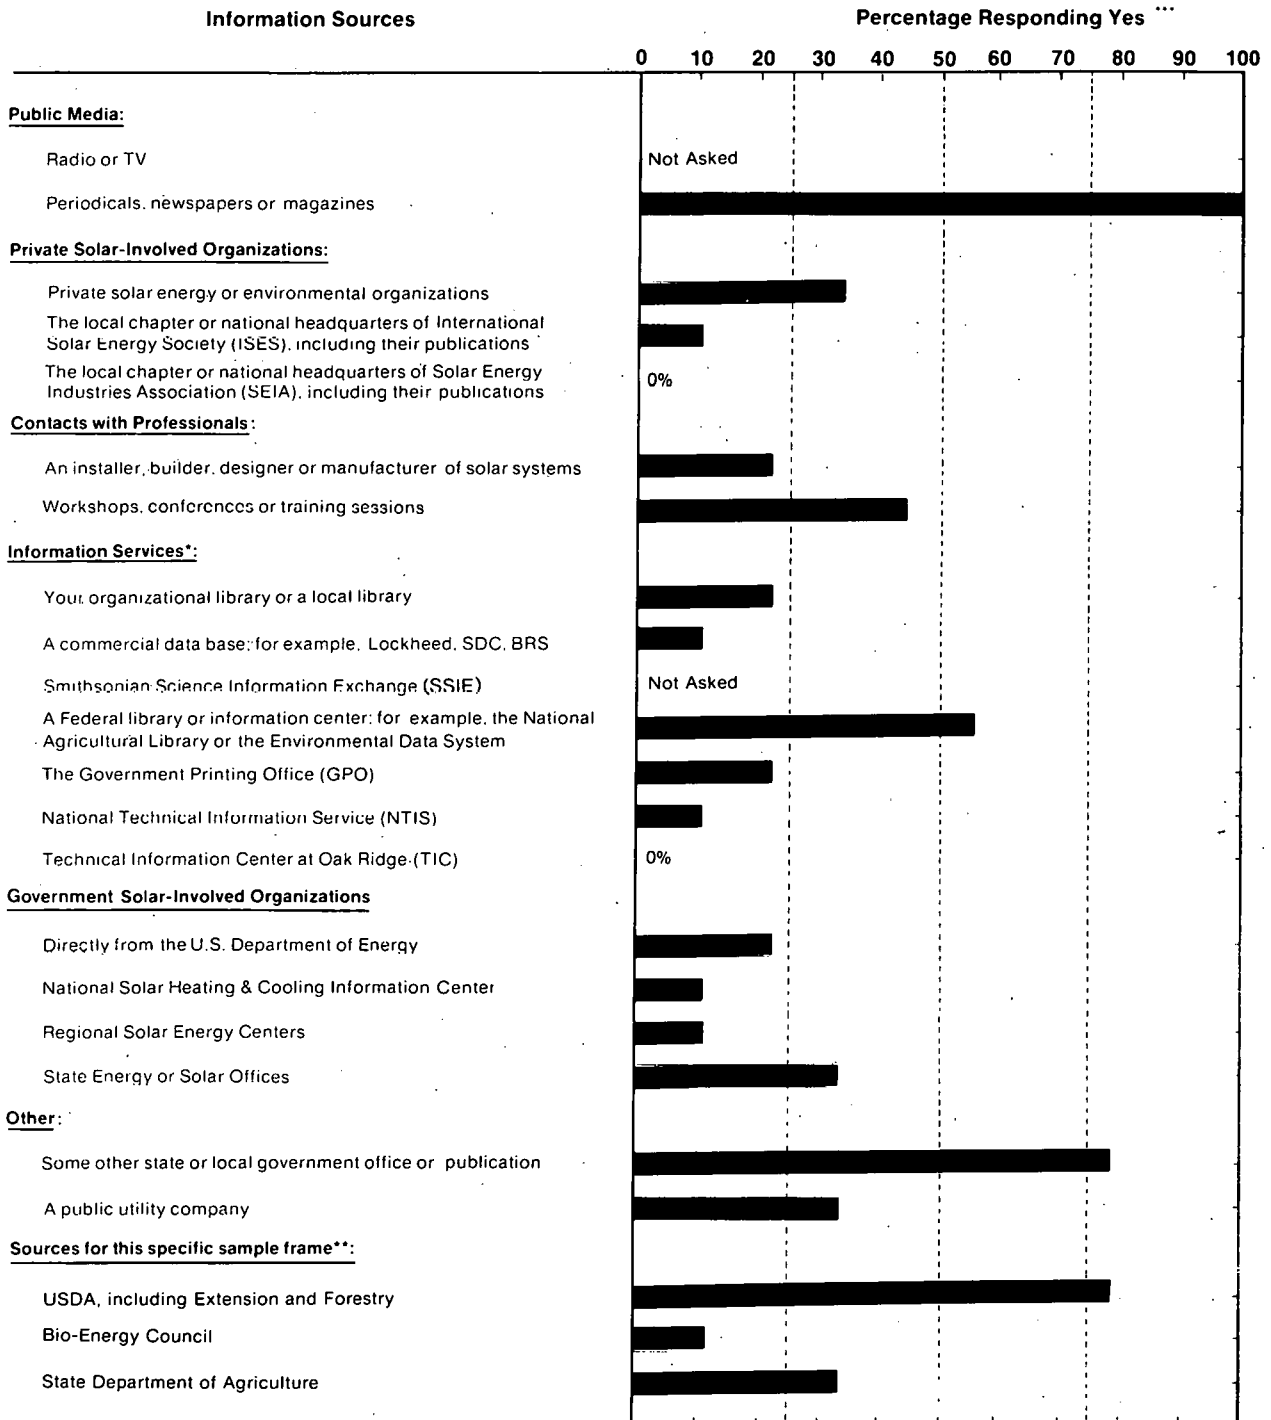 Information Sources
Percentage Responding Yes ***
0 10 20 30 40 50 60 70 80 90 100
Public Media:
Radio or TV
Not Asked
Periodicals, newspapers or magazines
Private Solar-Involved Organizations:
Private solar energy or environmental organizations
The local chapter or national headquarters of International
Solar Energy Society (ISES), including their publications
The local chapter or national headquarters of Solar Energy
Industries Association (SEIA), including their publications
0%
Contacts with Professionals:
An installer, builder, designer or manufacturer of solar systems
Workshops, conferences or training sessions
Information Services*:
Your organizational library or a local library
A commercial data base; for example, Lockheed, SDC, BRS
Smithsonian Science Information Exchange (SSIE)
Not Asked
A Federal library or information center: for example, the National
Agricultural Library or the Environmental Data System
The Government Printing Office (GPO)
National Technical Information Service (NTIS)
Technical Information Center at Oak Ridge (TIC)
0%
Government Solar-Involved Organizations
Directly from the U.S. Department of Energy
National Solar Heating & Cooling Information Center
Regional Solar Energy Centers
State Energy or Solar Offices
Other:
Some other state or local government office or publication
A public utility company
Sources for this specific sample frame**:
USDA, including Extension and Forestry
Bio-Energy Council
State Department of Agriculture